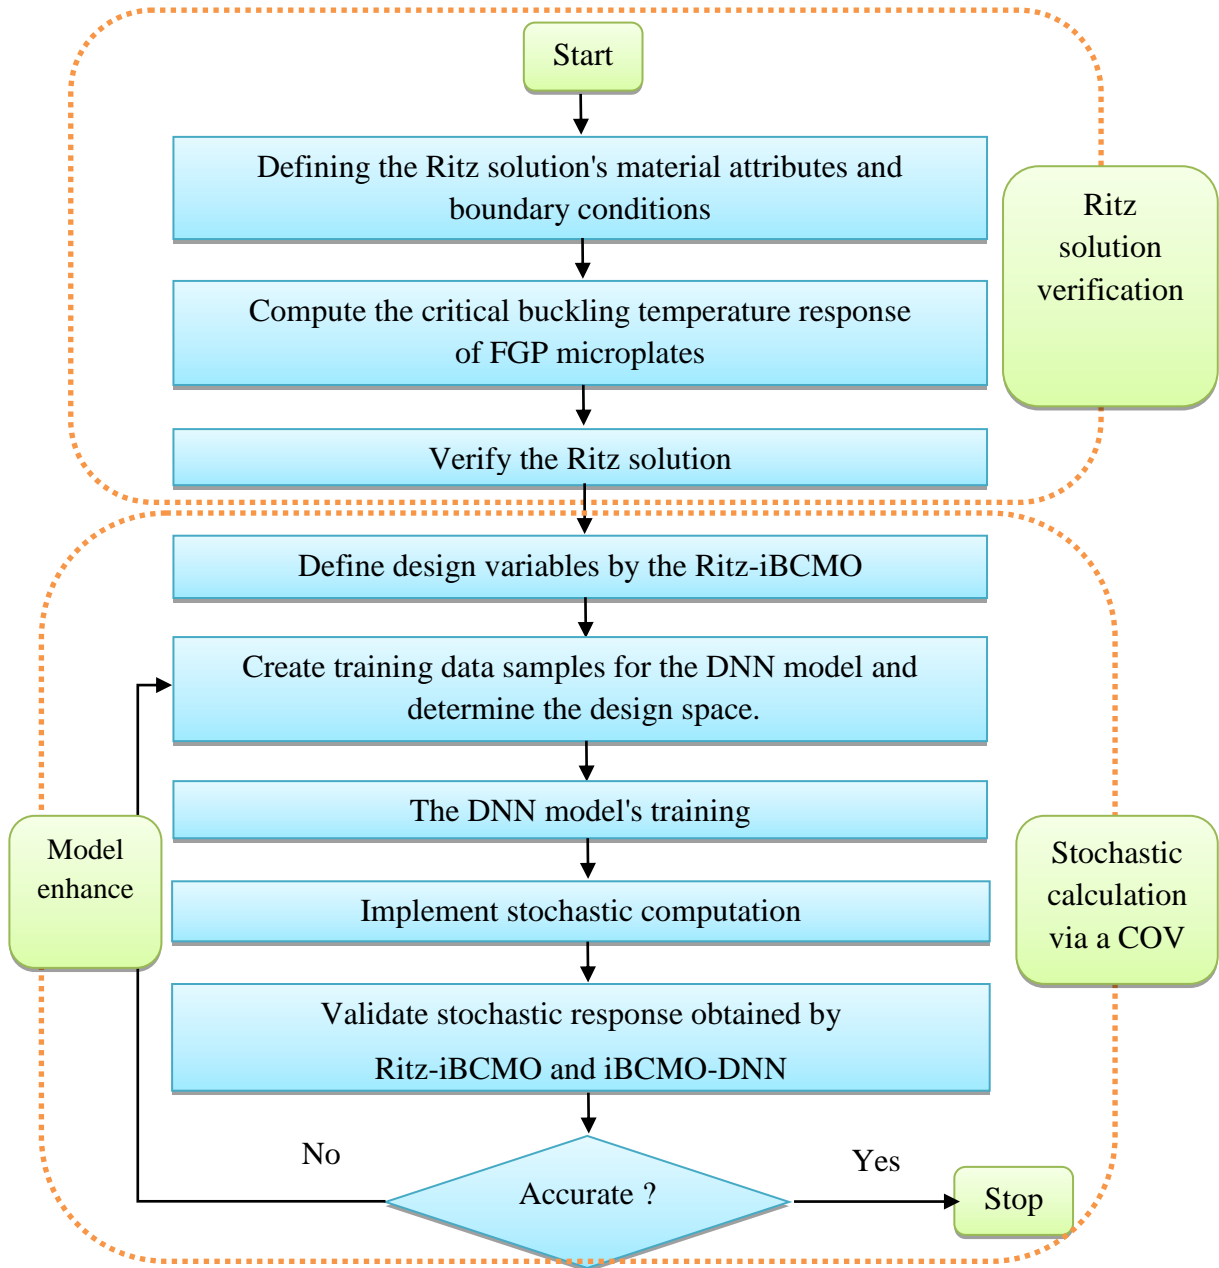 Start
Defining the Ritz solution's material attributes and
boundary conditions
Ritz
solution
verification
Compute the critical buckling temperature response
of FGP microplates
Verify the Ritz solution
Define design variables by the Ritz-iBCMO
Create training data samples for the DNN model and
determine the design space.
The DNN model's training
Model
enhance
Stochastic
calculation
via a COV
Implement stochastic computation
Validate stochastic response obtained by
Ritz-iBCMO and iBCMO-DNN
No
Yes
Accurate ?
Stop